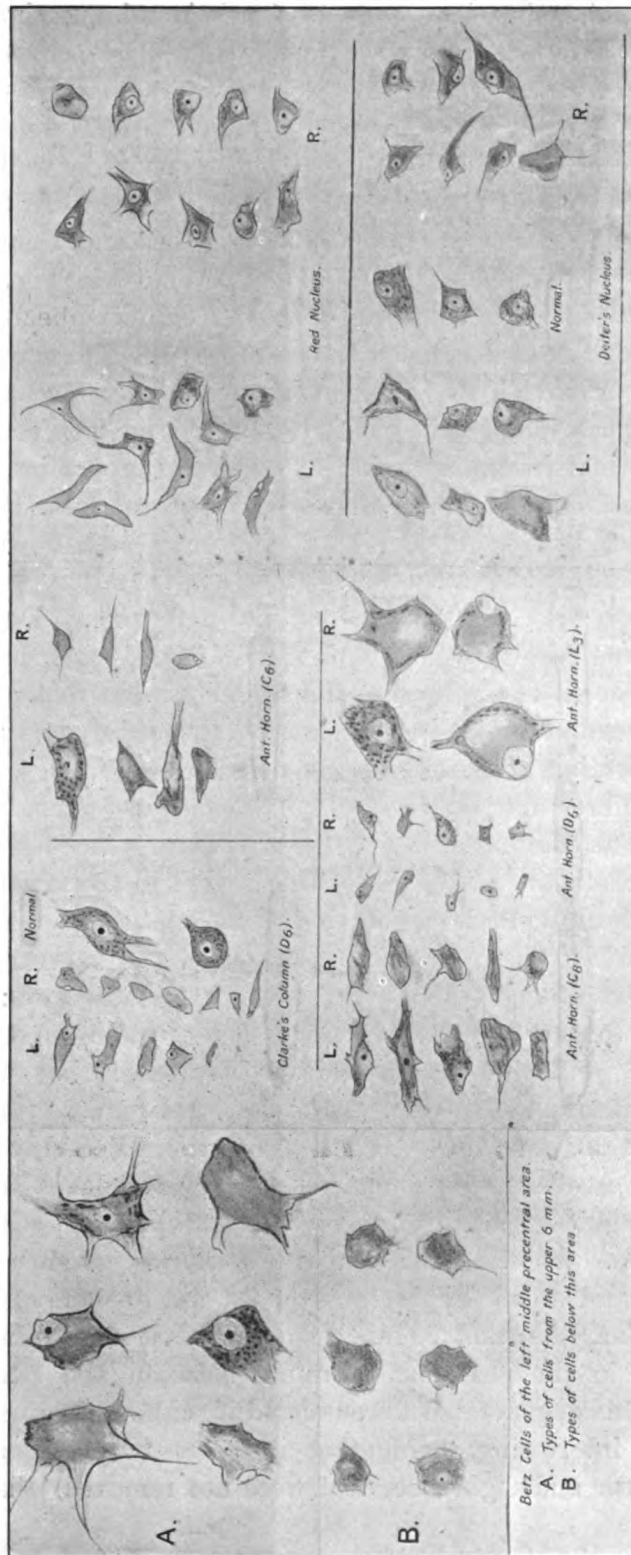 A.
B.
Betz Cells of the left middle precentral area.
A. Types of cells from the upper 6 mm.
B. Types of cells below this area
L. R. Normal
Clarke's Column (D6).
L. R.
Ant. Horn (C6)
L. R.
Ant. Horn. (C8).
L. R.
Ant. Horn (D6).
L. R.
Ant. Horn. (L3).
L. R.
Red Nucleus.
L. Normal. R.
Deiter's Nucleus.